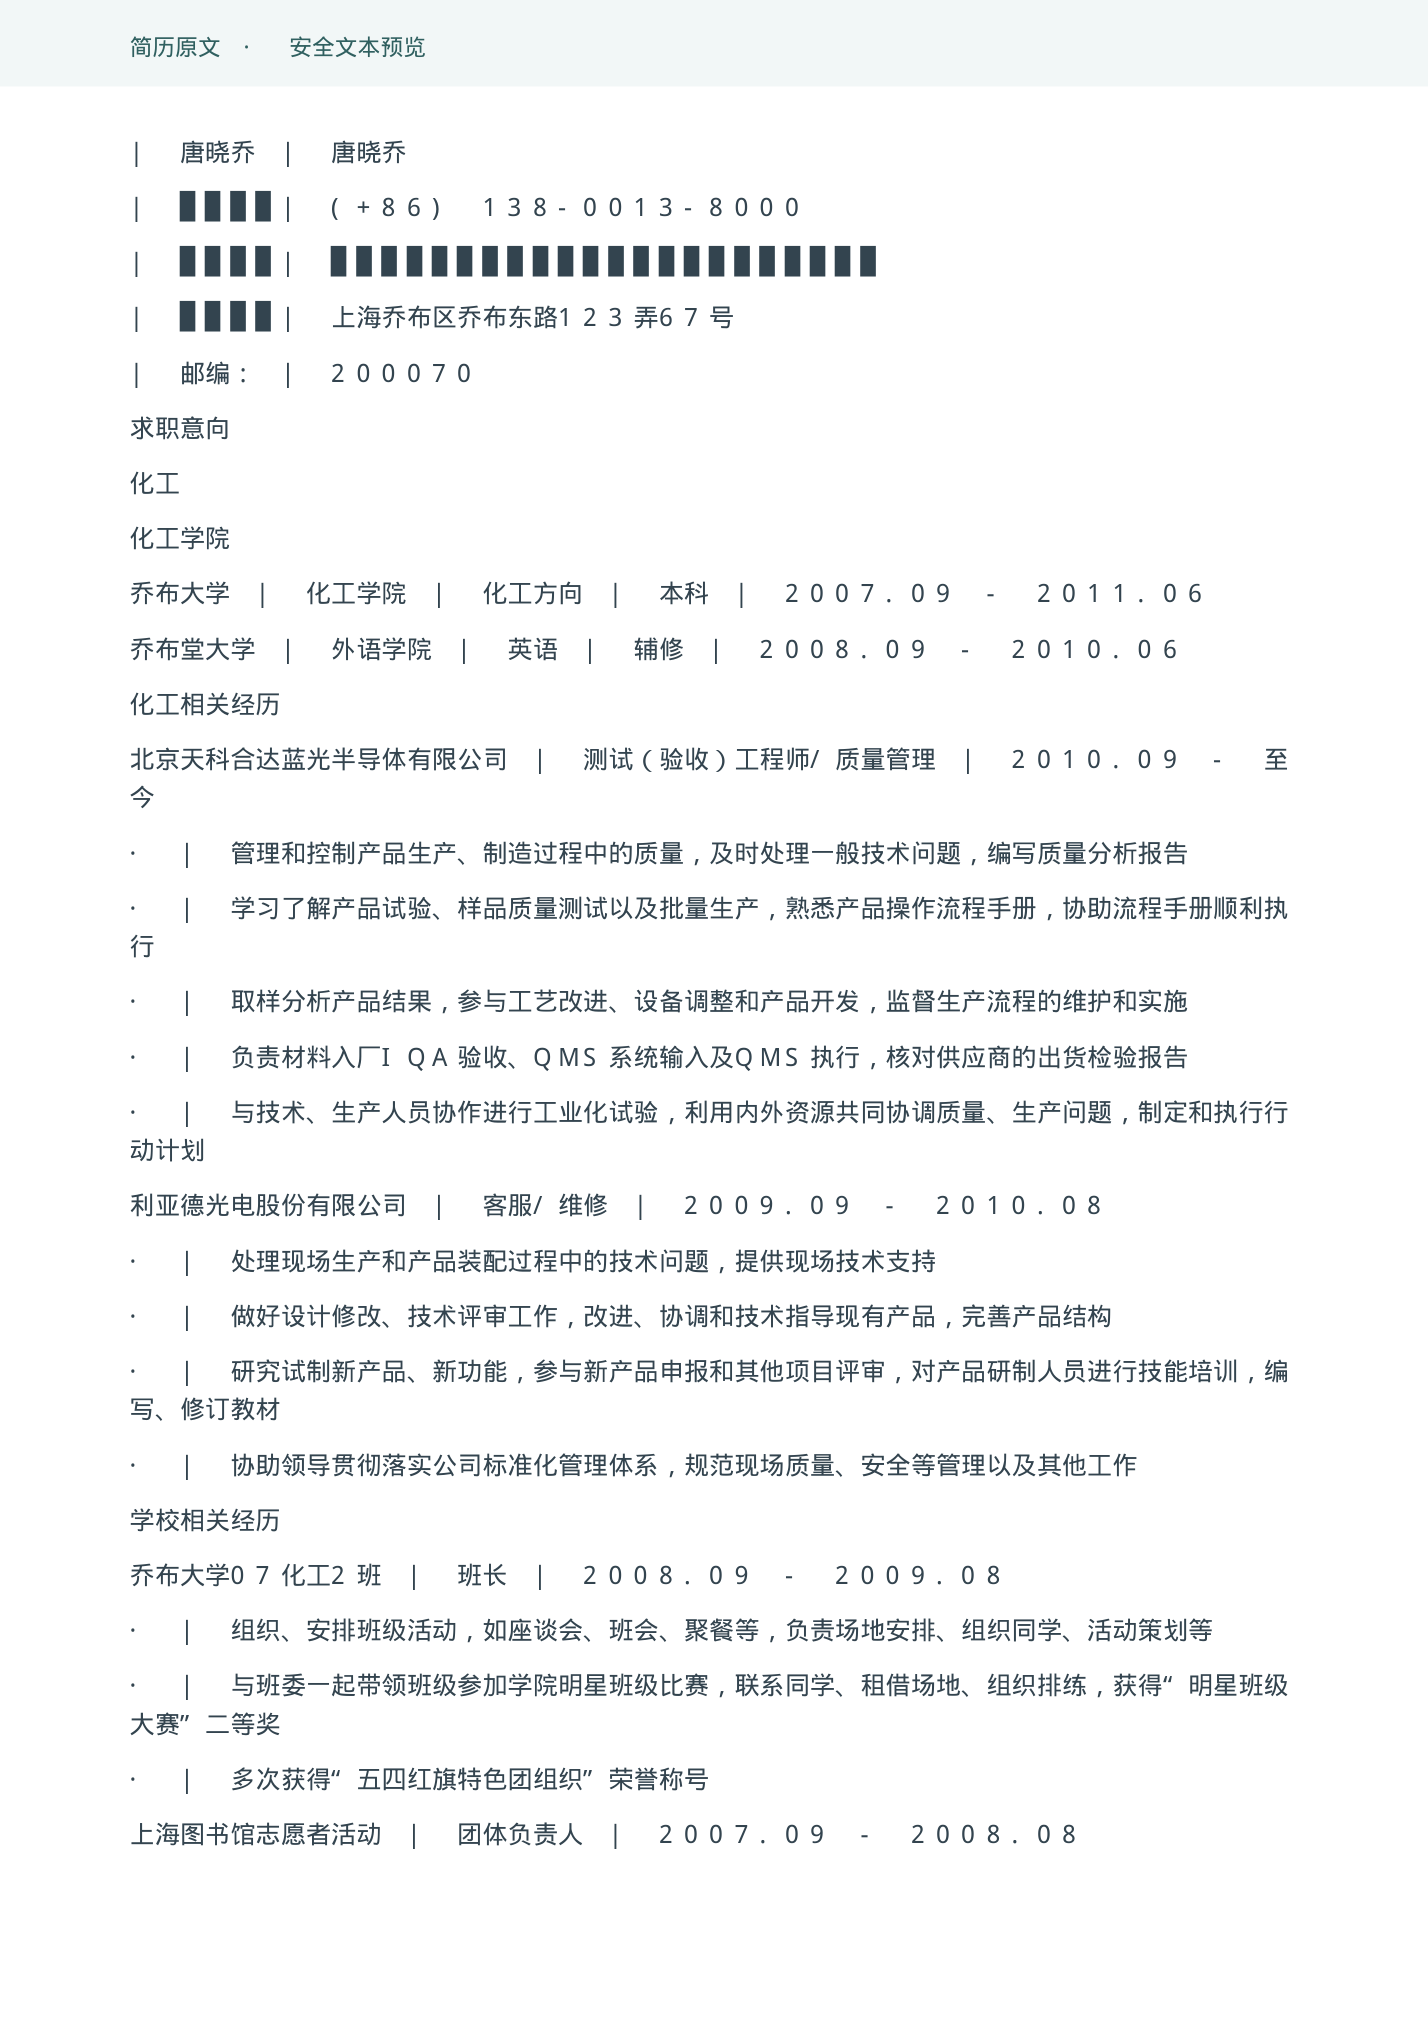 简历原文 · 安全文本预览
| 唐晓乔 | 唐晓乔
| ████ | (+86) 138-0013-8000
| ████ | ██████████████████████
| ████ | 上海乔布区乔布东路123弄67号
| 邮编: | 200070
求职意向
化工
化工学院
乔布大学 | 化工学院 | 化工方向 | 本科 | 2007.09 - 2011.06
乔布堂大学 | 外语学院 | 英语 | 辅修 | 2008.09 - 2010.06
化工相关经历
北京天科合达蓝光半导体有限公司 | 测试(验收)工程师/质量管理 | 2010.09 - 至
今
· | 管理和控制产品生产、制造过程中的质量,及时处理一般技术问题,编写质量分析报告
· | 学习了解产品试验、样品质量测试以及批量生产,熟悉产品操作流程手册,协助流程手册顺利执
行
· | 取样分析产品结果,参与工艺改进、设备调整和产品开发,监督生产流程的维护和实施
· | 负责材料入厂IQA验收、QMS系统输入及QMS执行,核对供应商的出货检验报告
· | 与技术、生产人员协作进行工业化试验,利用内外资源共同协调质量、生产问题,制定和执行行
动计划
利亚德光电股份有限公司 | 客服/维修 | 2009.09 - 2010.08
· | 处理现场生产和产品装配过程中的技术问题,提供现场技术支持
· | 做好设计修改、技术评审工作,改进、协调和技术指导现有产品,完善产品结构
· | 研究试制新产品、新功能,参与新产品申报和其他项目评审,对产品研制人员进行技能培训,编
写、修订教材
· | 协助领导贯彻落实公司标准化管理体系,规范现场质量、安全等管理以及其他工作
学校相关经历
乔布大学07化工2班 | 班长 | 2008.09 - 2009.08
· | 组织、安排班级活动,如座谈会、班会、聚餐等,负责场地安排、组织同学、活动策划等
· | 与班委一起带领班级参加学院明星班级比赛,联系同学、租借场地、组织排练,获得“明星班级
大赛”二等奖
· | 多次获得“五四红旗特色团组织”荣誉称号
上海图书馆志愿者活动 | 团体负责人 | 2007.09 - 2008.08